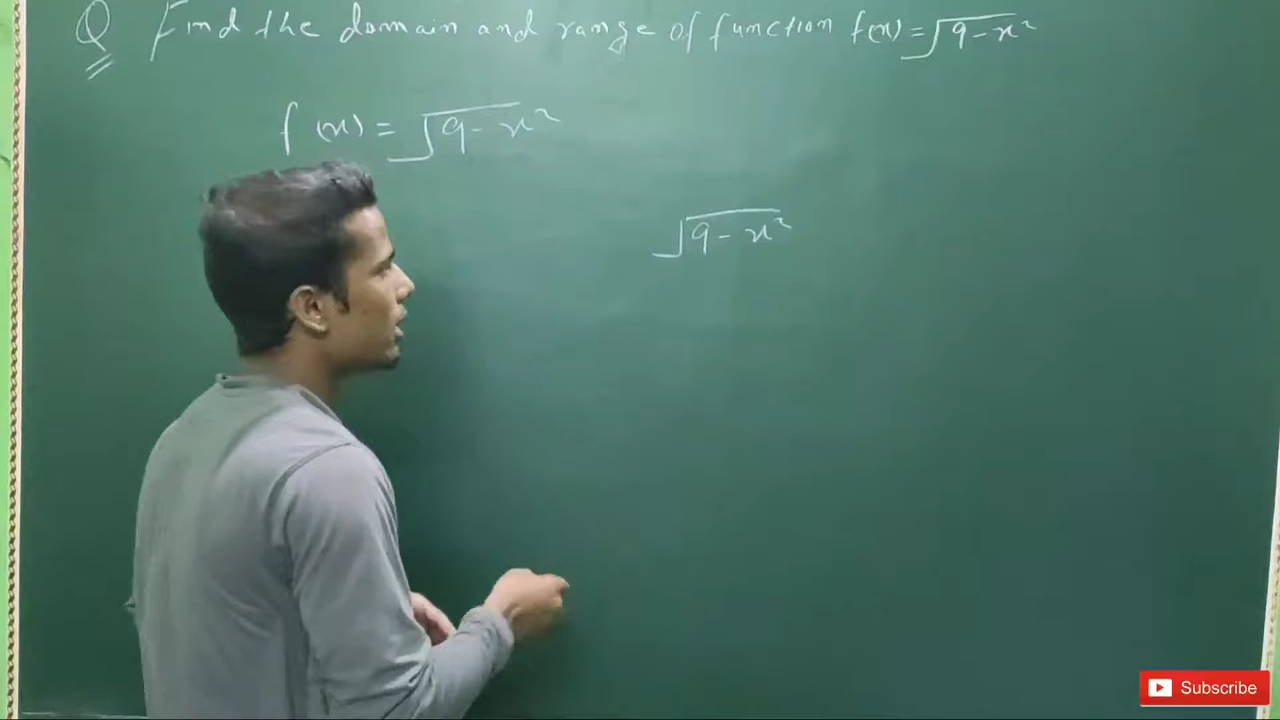 Q Find the domain and range of function f(x) = √9-x²
f(x) = √9-x²
√9-x²
Subscribe